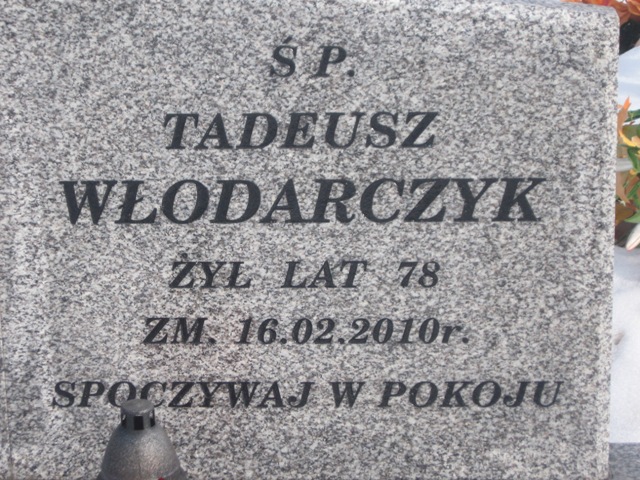 Ś P.
TADEUSZ
WŁODARCZYK
ŻYŁ LAT 78
ZM. 16.02.2010r.
SPOCZYWAJ W POKOJU